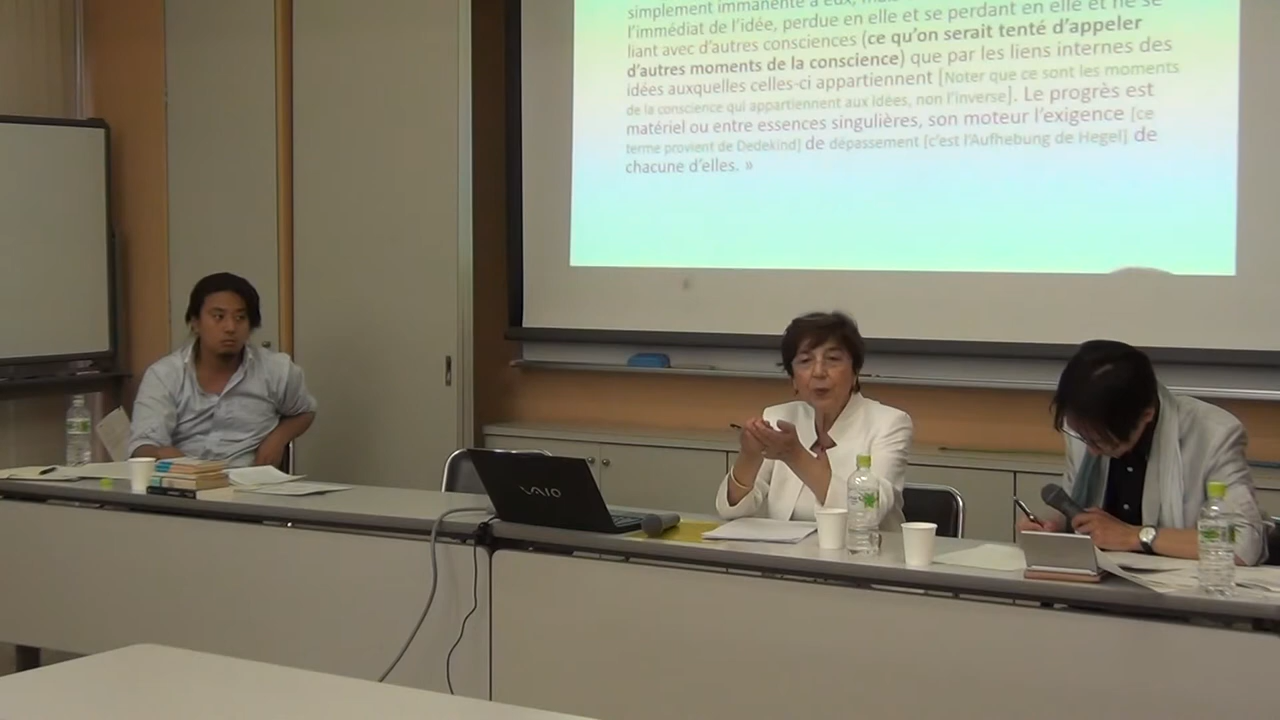 simplement immanente à eux, mais
l'immédiat de l'idée, perdue en elle et se perdant en elle et ne se
liant avec d'autres consciences (ce qu'on serait tenté d'appeler
d'autres moments de la conscience) que par les liens internes des
idées auxquelles celles-ci appartiennent [Noter que ce sont les moments
de la conscience qui appartiennent aux idées, non l'inverse]. Le progrès est
matériel ou entre essences singulières, son moteur l'exigence [ce
terme provient de Dedekind] de dépassement [c'est l'Aufhebung de Hegel] de
chacune d'elles. »
VAIO